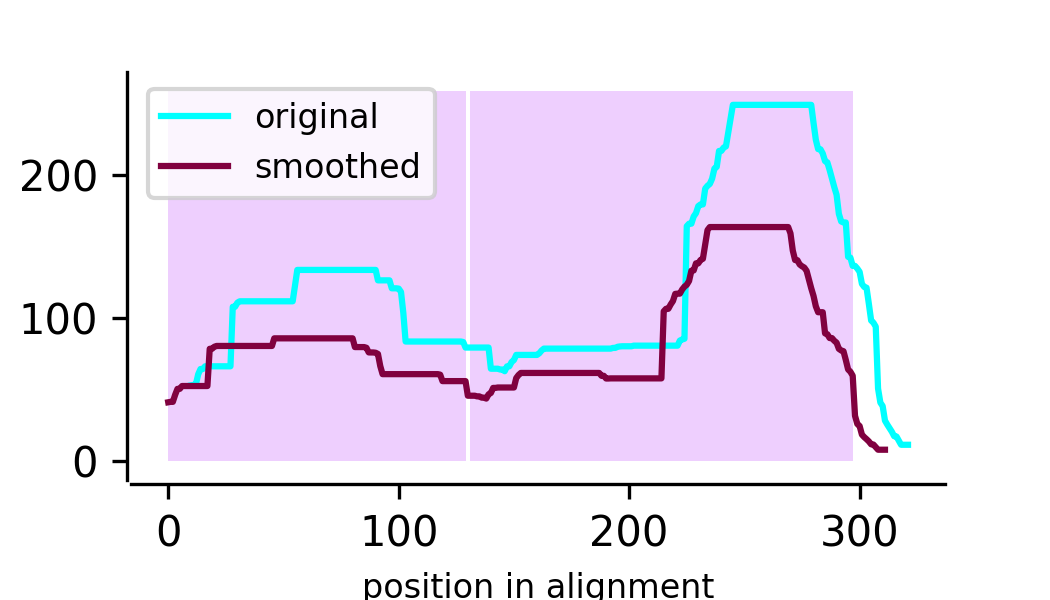 original
smoothed
200
100
0
0 100 200 300
position in alignment